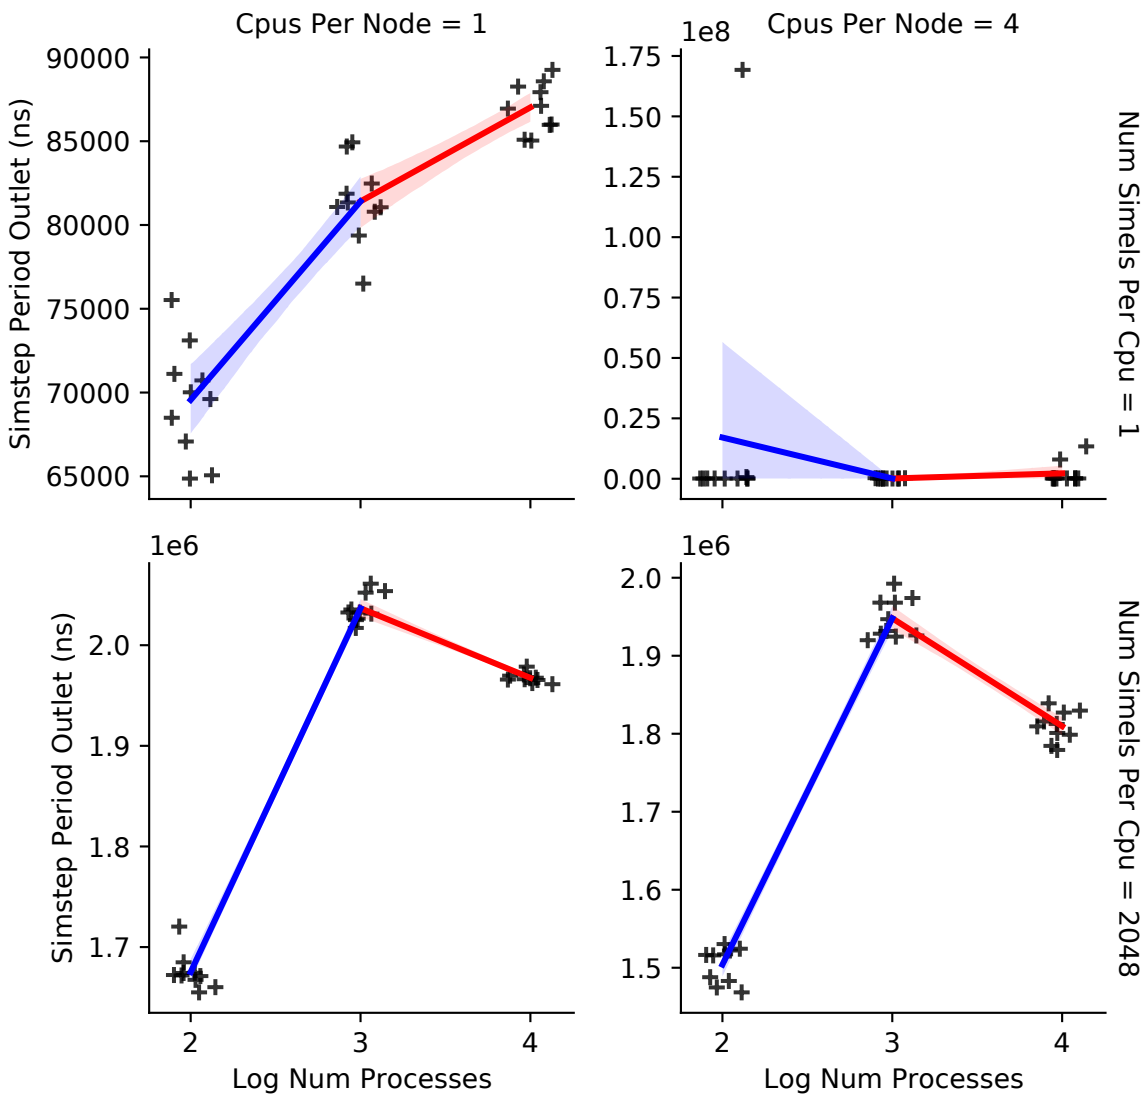 Cpus Per Node = 1
Cpus Per Node = 4
1e8
Simstep Period Outlet (ns)
90000
85000
80000
75000
70000
65000
1.75
1.50
1.25
1.00
0.75
0.50
0.25
0.00
Num Simels Per Cpu = 1
1e6
Simstep Period Outlet (ns)
2.0
1.9
1.8
1.7
2
3
4
Log Num Processes
1e6
2.0
1.9
1.8
1.7
1.6
1.5
2
3
4
Log Num Processes
Num Simels Per Cpu = 2048